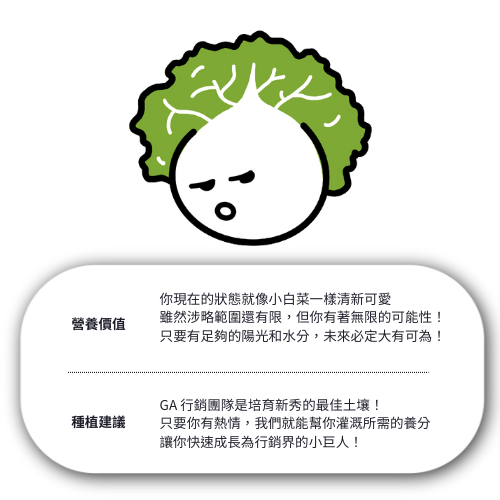 你現在的狀態就像小白菜一樣清新可愛
營養價值
雖然涉略範圍還有限，但你有著無限的可能性！
只要有足夠的陽光和水分，未來必定大有可為！
GA 行銷團隊是培育新秀的最佳土壤！
種植建議
只要你有熱情，我們就能幫你灌溉所需的養分
讓你快速成長為行銷界的小巨人！